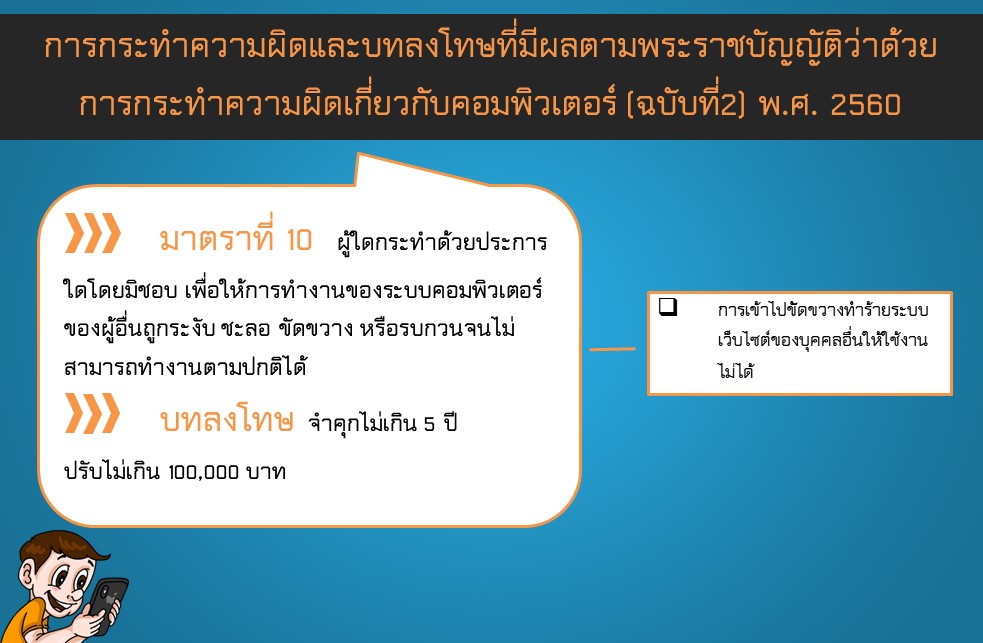 การกระทำความผิดและบทลงโทษที่มีผลตามพระราชบัญญัติว่าด้วย
การกระทำความผิดเกี่ยวกับคอมพิวเตอร์ (ฉบับที่2) พ.ศ. 2560
มาตราที่ 10 ผู้ใดกระทำด้วยประการ
ใดโดยมิชอบ เพื่อให้การทำงานของระบบคอมพิวเตอร์
ของผู้อื่นถูกระงับ ชะลอ ขัดขวาง หรือรบกวนจนไม่
สามารถทำงานตามปกติได้
บทลงโทษ จำคุกไม่เกิน 5 ปี
ปรับไม่เกิน 100,000 บาท
การเข้าไปขัดขวางทำร้ายระบบ
เว็บไซต์ของบุคคลอื่นให้ใช้งาน
ไม่ได้